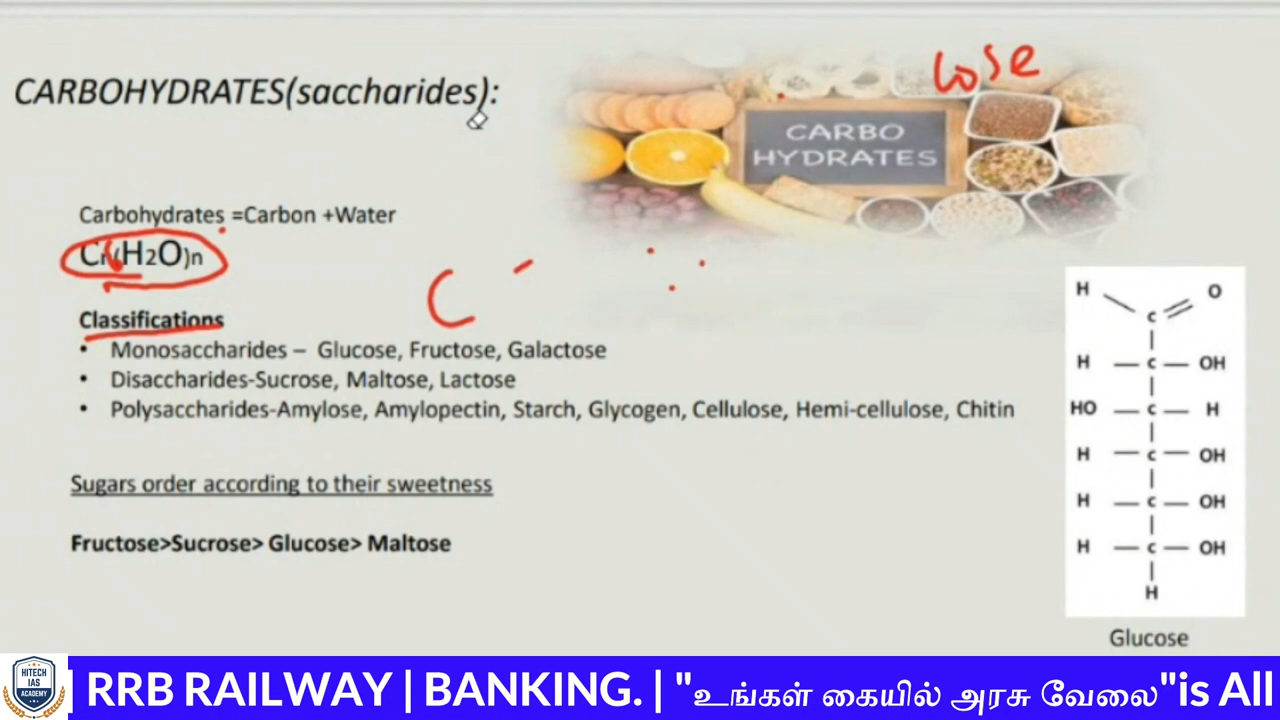 CARBOHYDRATES(saccharides):
lose
CARBO
HYDRATES
Carbohydrates =Carbon +Water
Cn(H2O)n
C
Classifications
• Monosaccharides – Glucose, Fructose, Galactose
• Disaccharides-Sucrose, Maltose, Lactose
• Polysaccharides-Amylose, Amylopectin, Starch, Glycogen, Cellulose, Hemi-cellulose, Chitin
Sugars order according to their sweetness
Fructose>Sucrose> Glucose> Maltose
H O
C
H — C — OH
HO — C — H
H — C — OH
H — C — OH
H — C — OH
H
Glucose
HITECH
IAS
ACADEMY
RRB RAILWAY | BANKING. | "உங்கள் கையில் அரசு வேலை"is All